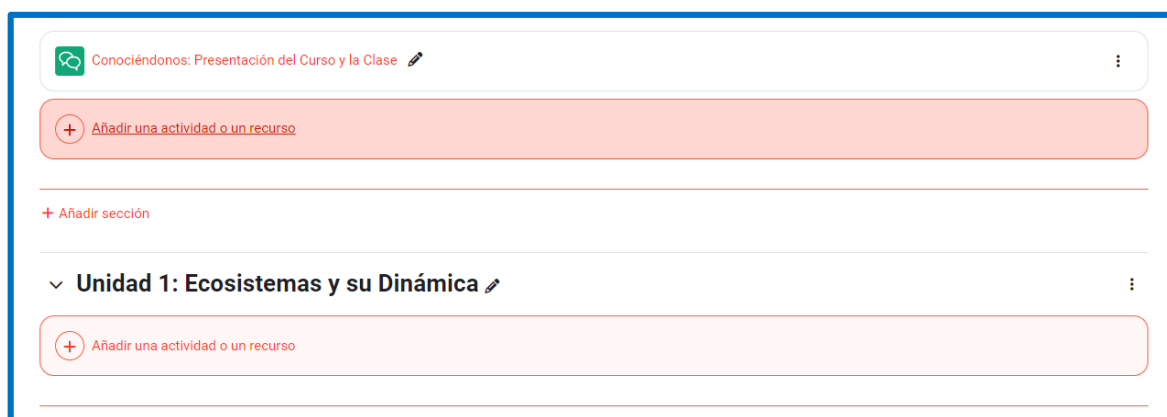 Conociéndonos: Presentación del Curso y la Clase
Añadir una actividad o un recurso
+ Añadir sección
Unidad 1: Ecosistemas y su Dinámica
Añadir una actividad o un recurso